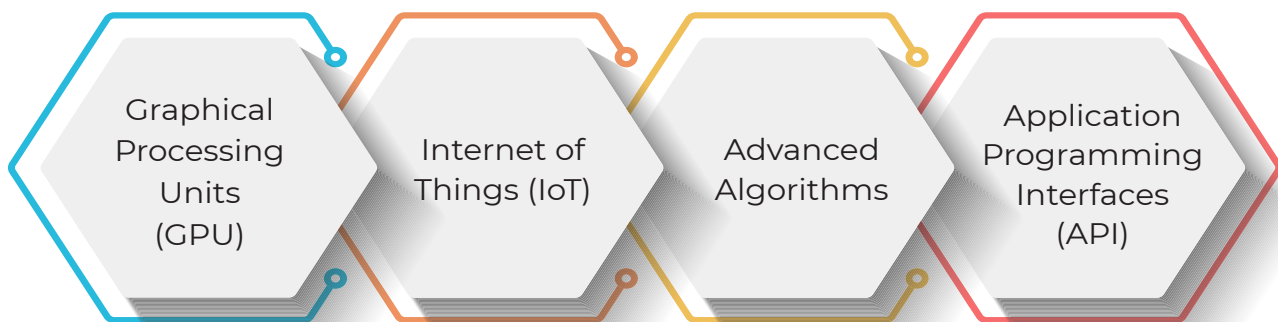 Graphical
Processing
Units
(GPU)
Internet of
Things (IoT)
Advanced
Algorithms
Application
Programming
Interfaces
(API)